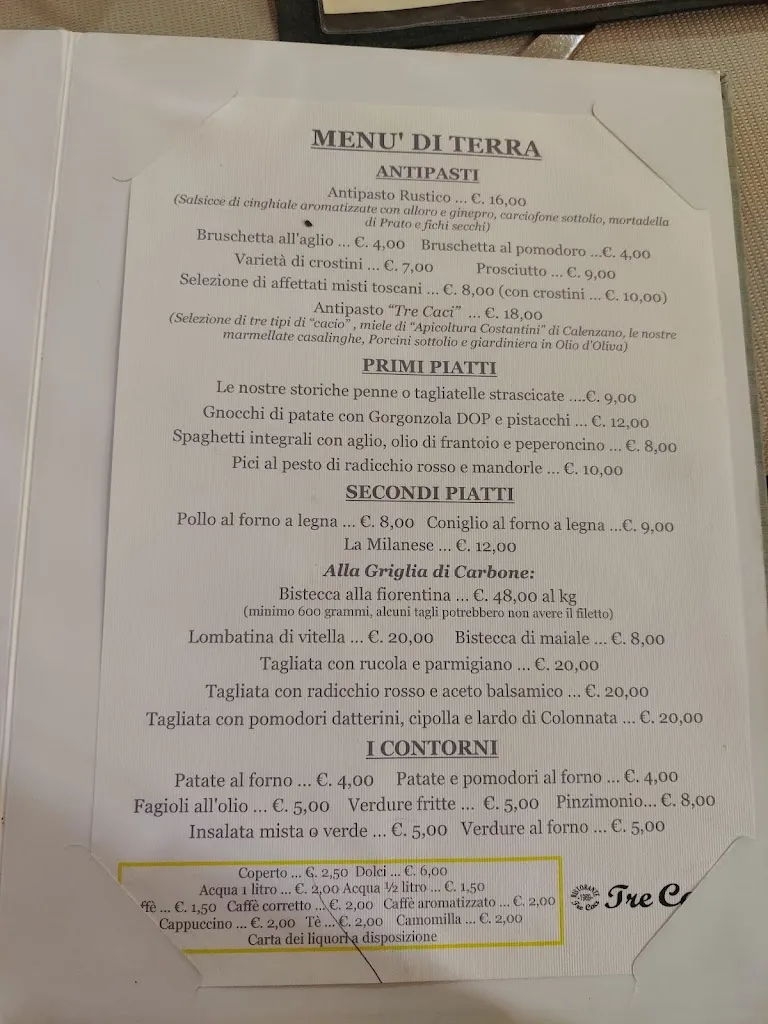 MENU' DI TERRA
ANTIPASTI
Antipasto Rustico ... €. 16,00
(Salsicce di cinghiale aromatizzate con alloro e ginepro, carciofone sottolio, mortadella
di Prato e fichi secchi)
Bruschetta all'aglio ... €. 4,00 Bruschetta al pomodoro ...€. 4,00
Varietà di crostini ... €. 7,00 Prosciutto ... €. 9,00
Selezione di affettati misti toscani ... €. 8,00 (con crostini ... €. 10,00)
Antipasto “Tre Caci” ... €. 18,00
(Selezione di tre tipi di “cacio” , miele di “Apicoltura Costantini” di Calenzano, le nostre
marmellate casalinghe, Porcini sottolio e giardiniera in Olio d'Oliva)
PRIMI PIATTI
Le nostre storiche penne o tagliatelle strascicate ....€. 9,00
Gnocchi di patate con Gorgonzola DOP e pistacchi ... €. 12,00
Spaghetti integrali con aglio, olio di frantoio e peperoncino ... €. 8,00
Pici al pesto di radicchio rosso e mandorle ... €. 10,00
SECONDI PIATTI
Pollo al forno a legna ... €. 8,00 Coniglio al forno a legna ...€. 9,00
La Milanese ... €. 12,00
Alla Griglia di Carbone:
Bistecca alla fiorentina ... €. 48,00 al kg
(minimo 600 grammi, alcuni tagli potrebbero non avere il filetto)
Lombatina di vitella ... €. 20,00 Bistecca di maiale ... €. 8,00
Tagliata con rucola e parmigiano ... €. 20,00
Tagliata con radicchio rosso e aceto balsamico ... €. 20,00
Tagliata con pomodori datterini, cipolla e lardo di Colonnata ... €. 20,00
I CONTORNI
Patate al forno ... €. 4,00 Patate e pomodori al forno ... €. 4,00
Fagioli all'olio ... €. 5,00 Verdure fritte ... €. 5,00 Pinzimonio... €. 8,00
Insalata mista o verde ... €. 5,00 Verdure al forno ... €. 5,00
Coperto ... €. 2,50 Dolci ... €. 6,00
Acqua 1 litro ... €. 2,00 Acqua ½ litro ... €. 1,50
ffè ... €. 1,50 Caffè corretto ... €. 2,00 Caffè aromatizzato ... €. 2,00
Cappuccino ... €. 2,00 Tè ... €. 2,00 Camomilla ... €. 2,00
Carta dei liquori a disposizione
RISTORANTE
Tre Ca